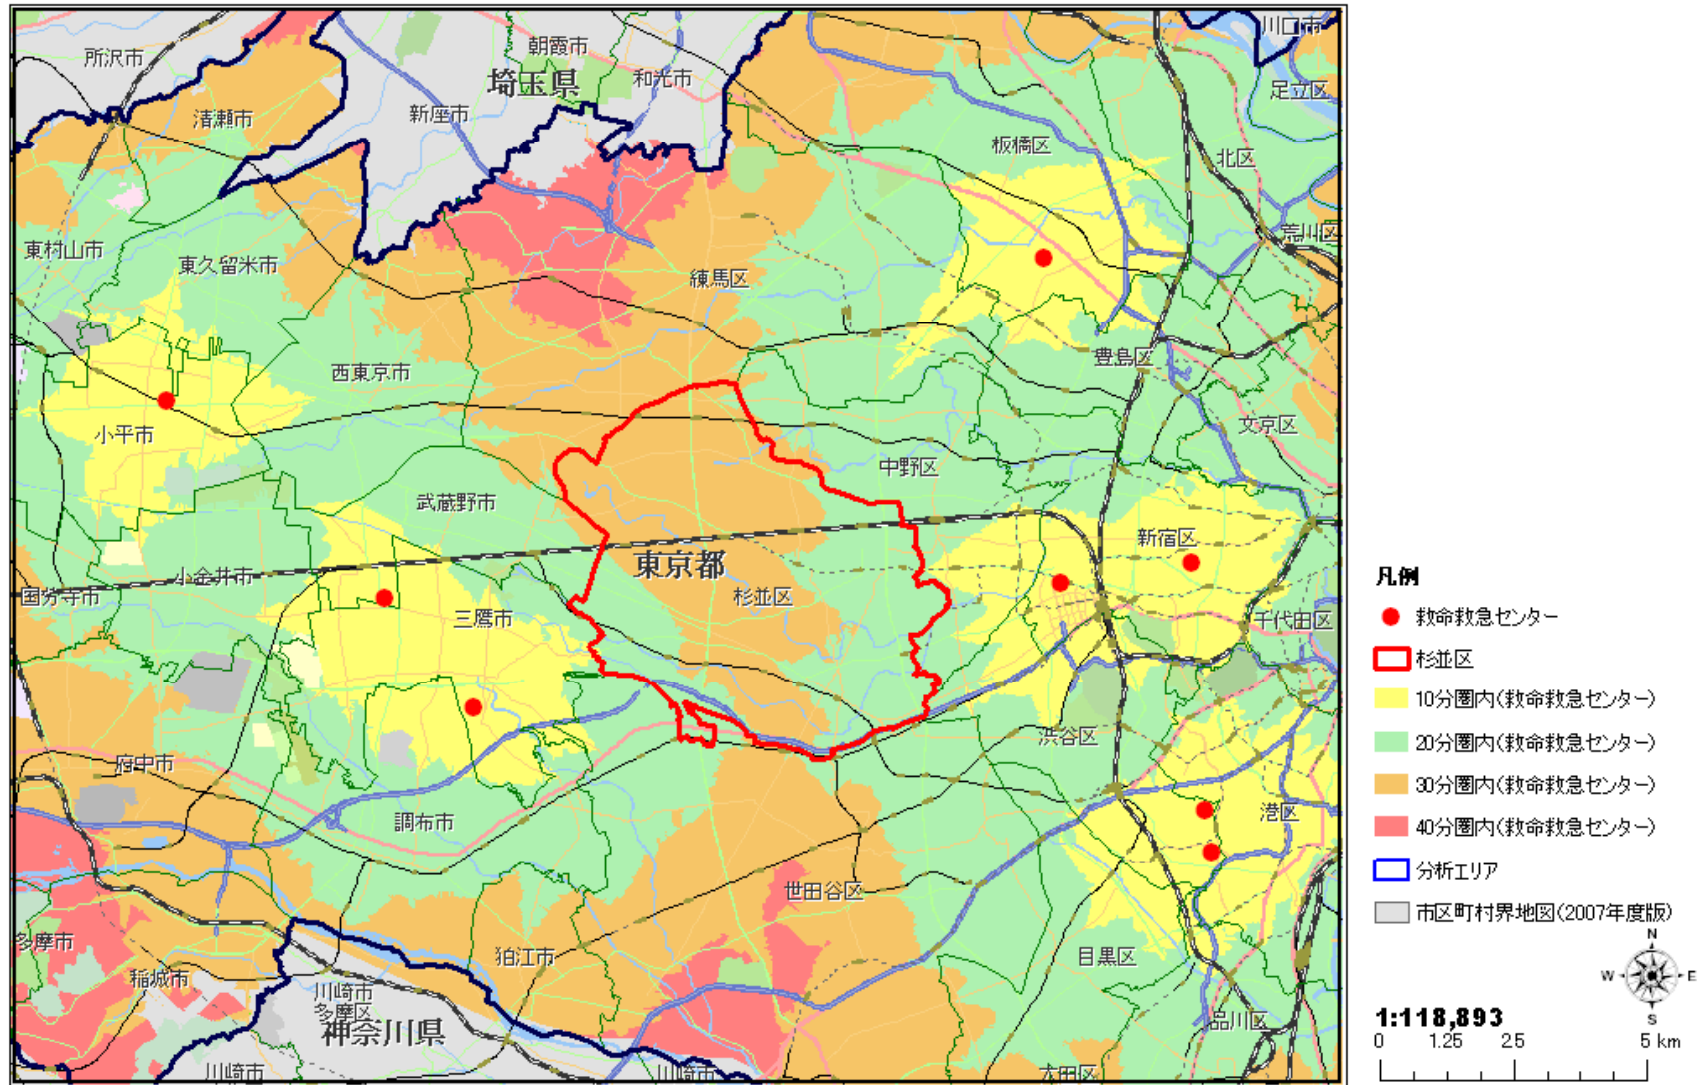 川口市
所沢市
朝霞市
和光市
埼玉県
足立区
新座市
清瀬市
板橋区
北区
荒川区
東村山市
東久留米市
練馬区
豊島区
西東京市
文京区
小平市
中野区
武蔵野市
新宿区
東京都
小金井市
国分寺市
杉並区
三鷹市
千代田区
渋谷区
府中市
港区
調布市
世田谷区
多摩市
狛江市
目黒区
稲城市
川崎市
多摩区
神奈川県
品川区
川崎市
川崎市
大田区
凡例
救命救急センター
杉並区
10分圏内(救命救急センター)
20分圏内(救命救急センター)
30分圏内(救命救急センター)
40分圏内(救命救急センター)
分析エリア
市区町村界地図(2007年度版)
N
W E
S
1:118,893
0 1.25 2.5 5 km